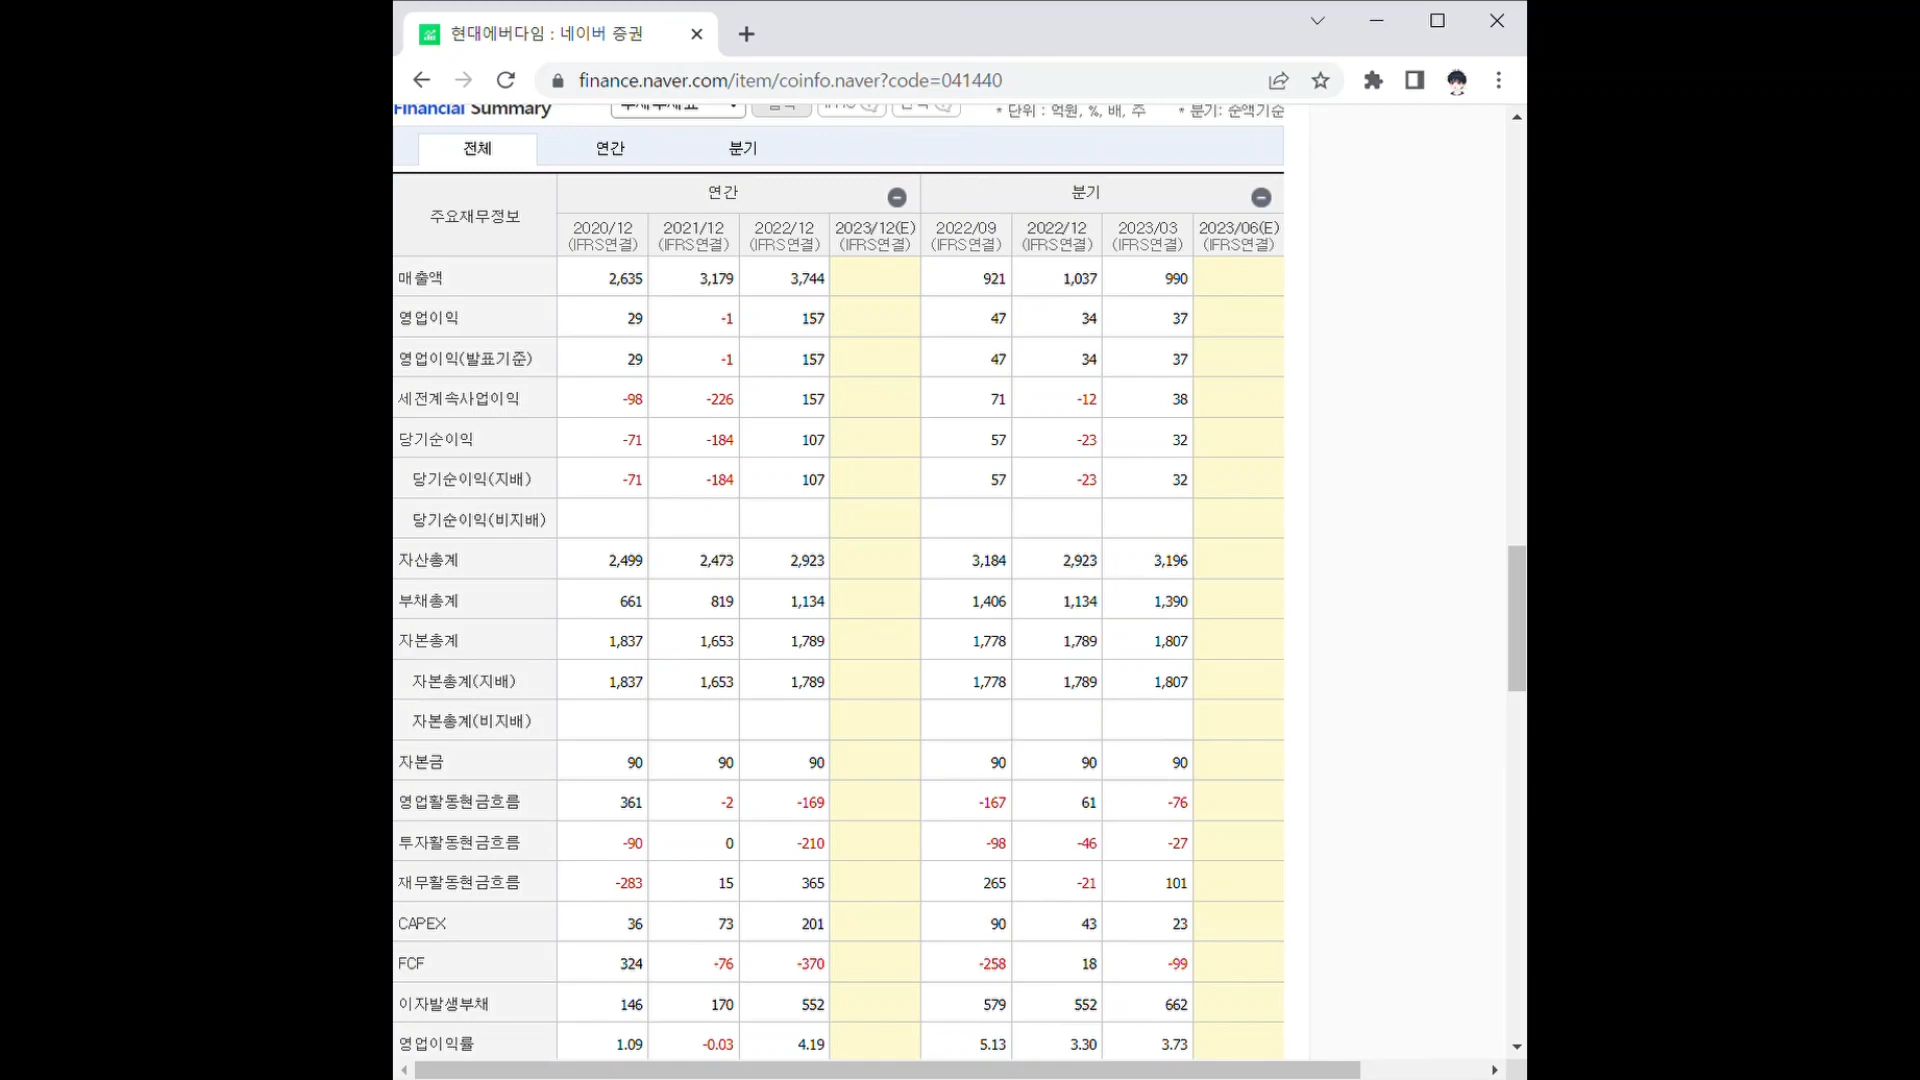 현대에버다임 : 네이버 증권
finance.naver.com/item/coinfo.naver?code=041440
Financial Summary
* 단위 : 억원, %, 배, 주 * 분기: 순액기준
전체 연간 분기
주요재무정보 연간 분기
2020/12 2021/12 2022/12 2023/12(E) 2022/09 2022/12 2023/03 2023/06(E)
(IFRS연결) (IFRS연결) (IFRS연결) (IFRS연결) (IFRS연결) (IFRS연결) (IFRS연결) (IFRS연결)
매출액 2,635 3,179 3,744 921 1,037 990
영업이익 29 -1 157 47 34 37
영업이익(발표기준) 29 -1 157 47 34 37
세전계속사업이익 -98 -226 157 71 -12 38
당기순이익 -71 -184 107 57 -23 32
당기순이익(지배) -71 -184 107 57 -23 32
당기순이익(비지배)
자산총계 2,499 2,473 2,923 3,184 2,923 3,196
부채총계 661 819 1,134 1,406 1,134 1,390
자본총계 1,837 1,653 1,789 1,778 1,789 1,807
자본총계(지배) 1,837 1,653 1,789 1,778 1,789 1,807
자본총계(비지배)
자본금 90 90 90 90 90 90
영업활동현금흐름 361 -2 -169 -167 61 -76
투자활동현금흐름 -90 0 -210 -98 -46 -27
재무활동현금흐름 -283 15 365 265 -21 101
CAPEX 36 73 201 90 43 23
FCF 324 -76 -370 -258 18 -99
이자발생부채 146 170 552 579 552 662
영업이익률 1.09 -0.03 4.19 5.13 3.30 3.73